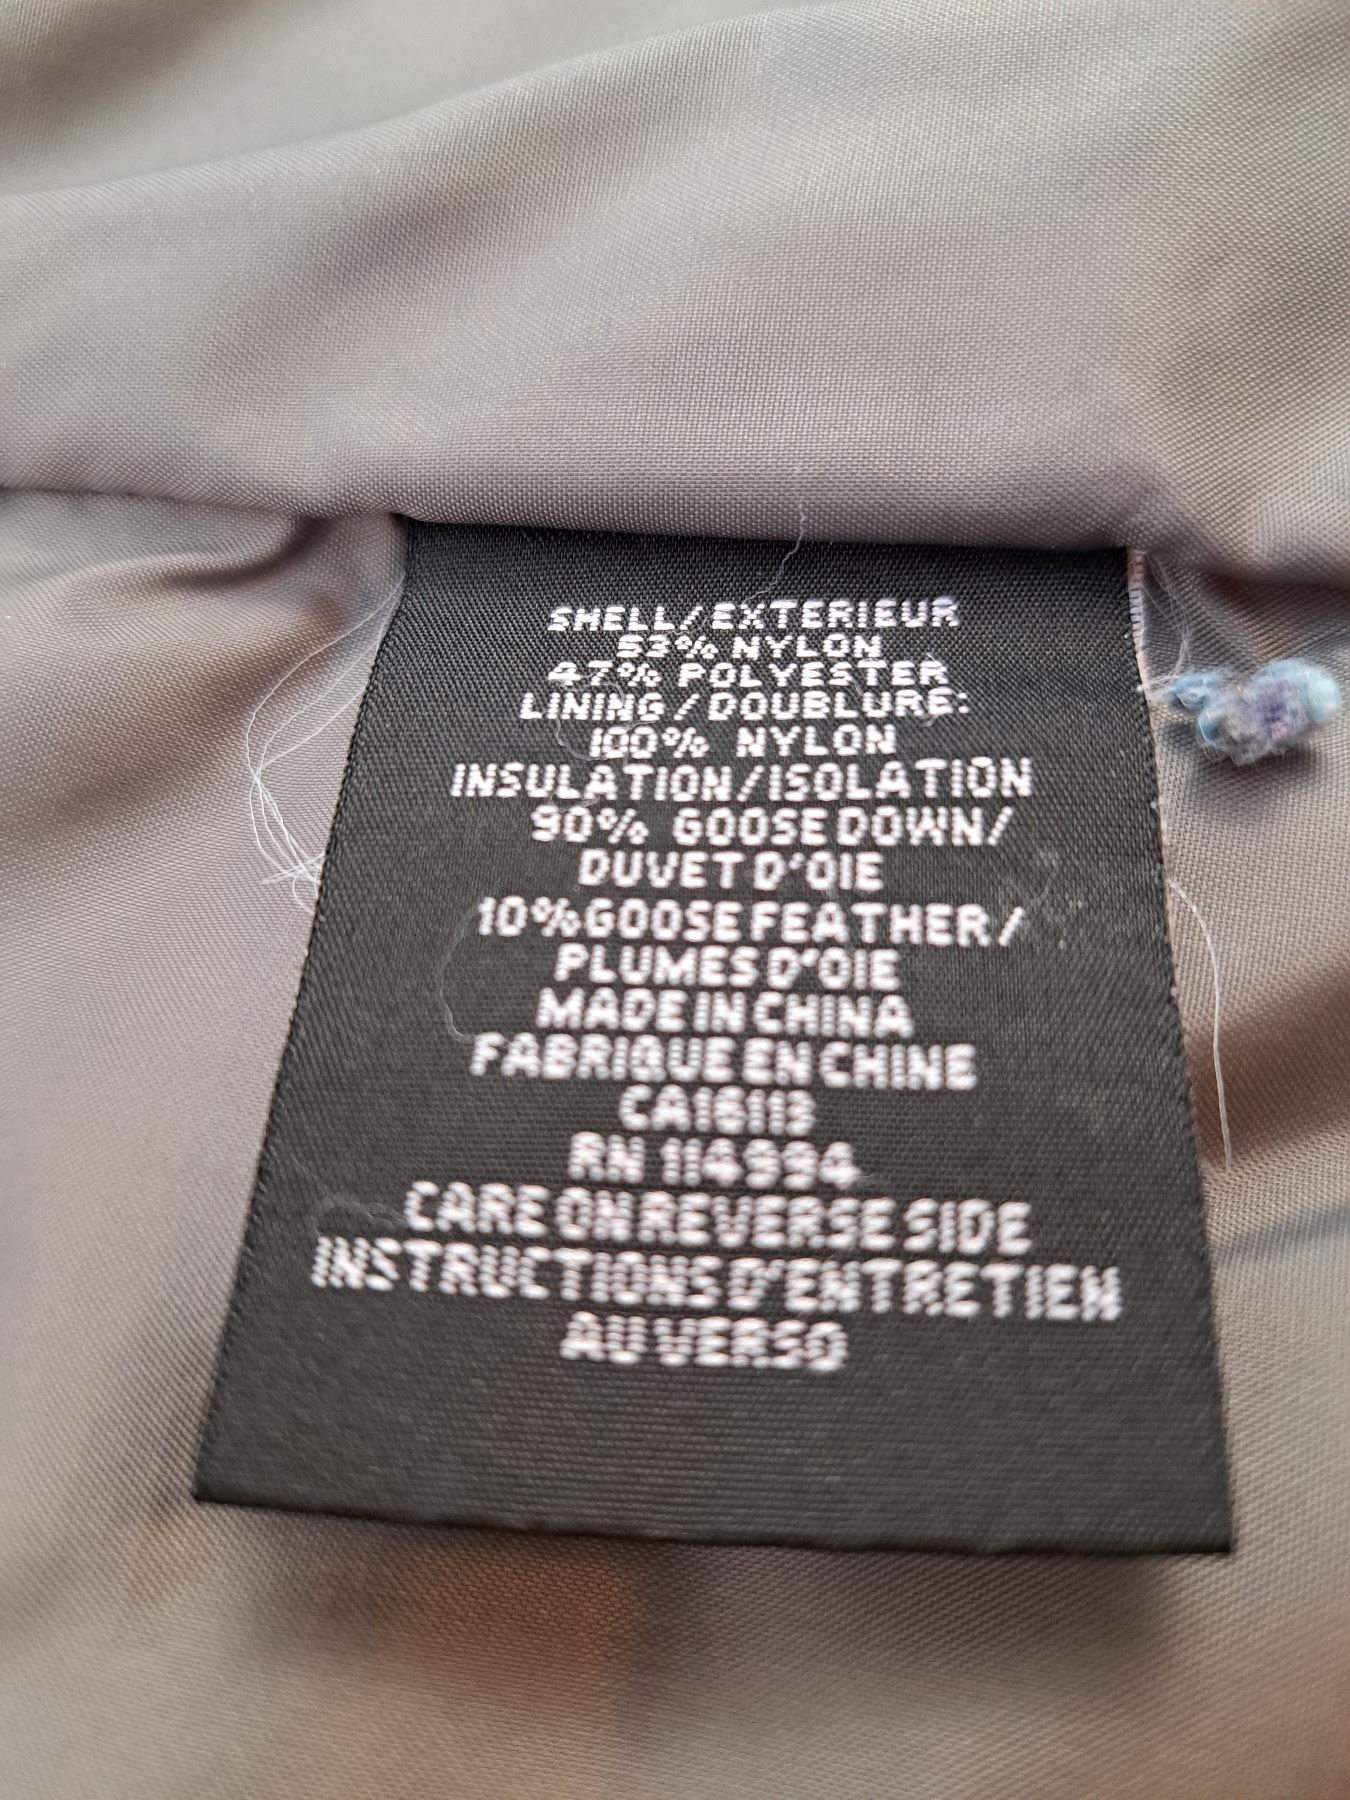 SHELL/EXTERIEUR
53% NYLON
47% POLYESTER
LINING/DOUBLURE:
100% NYLON
INSULATION/ISOLATION
90% GOOSE DOWN/
DUVET D'OIE
10% GOOSE FEATHER/
PLUMES D'OIE
MADE IN CHINA
FABRIQUE EN CHINE
CA16113
RN 114994
CARE ON REVERSE SIDE
INSTRUCTIONS D'ENTRETIEN
AU VERSO